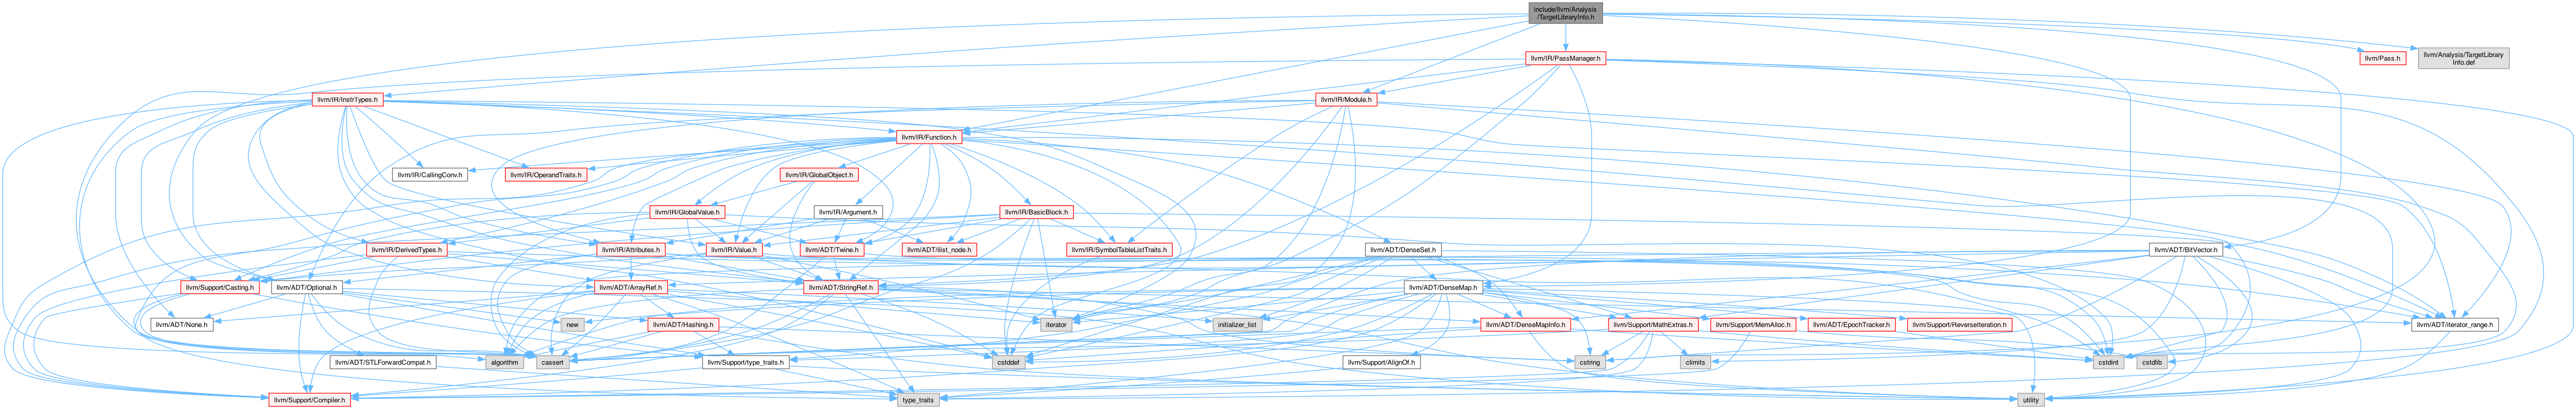 include/llvm/Analysis
/TargetLibraryInfo.h
llvm/IR/PassManager.h
llvm/Pass.h
llvm/Analysis/TargetLibrary
Info.def
llvm/IR/InstrTypes.h
llvm/IR/Module.h
llvm/IR/Function.h
llvm/IR/CallingConv.h
llvm/IR/OperandTraits.h
llvm/IR/GlobalObject.h
llvm/IR/GlobalValue.h
llvm/IR/Argument.h
llvm/IR/BasicBlock.h
llvm/IR/DerivedTypes.h
llvm/IR/Attributes.h
llvm/IR/Value.h
llvm/ADT/Twine.h
llvm/ADT/ilist_node.h
llvm/IR/SymbolTableListTraits.h
llvm/ADT/DenseSet.h
llvm/ADT/BitVector.h
llvm/Support/Casting.h
llvm/ADT/Optional.h
llvm/ADT/ArrayRef.h
llvm/ADT/StringRef.h
llvm/ADT/DenseMap.h
llvm/ADT/None.h
new
llvm/ADT/Hashing.h
iterator
initializer_list
llvm/ADT/DenseMapInfo.h
llvm/Support/MathExtras.h
llvm/Support/MemAlloc.h
llvm/ADT/EpochTracker.h
llvm/Support/ReverseIteration.h
llvm/ADT/iterator_range.h
llvm/ADT/STLForwardCompat.h
algorithm
cassert
llvm/Support/type_traits.h
cstddef
llvm/Support/AlignOf.h
cstring
climits
cstdint
cstdlib
llvm/Support/Compiler.h
type_traits
utility